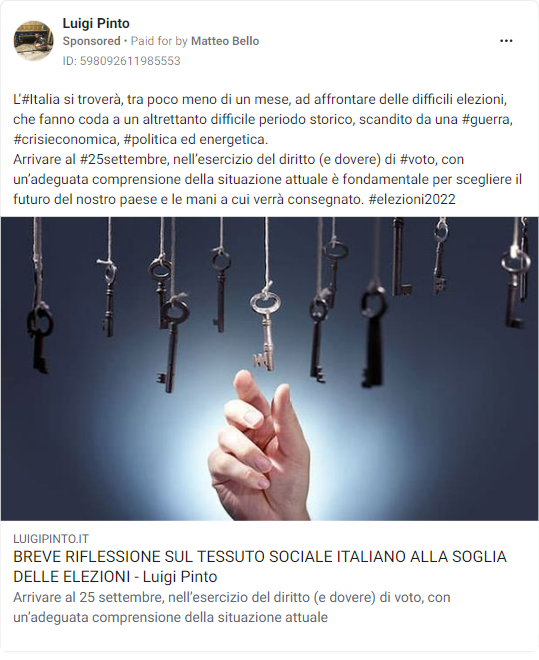 Luigi Pinto
Sponsored • Paid for by Matteo Bello
ID: 598092611985553
L'#Italia si troverà, tra poco meno di un mese, ad affrontare delle difficili elezioni,
che fanno coda a un altrettanto difficile periodo storico, scandito da una #guerra,
#crisieconomica, #politica ed energetica.
Arrivare al #25settembre, nell'esercizio del diritto (e dovere) di #voto, con
un'adeguata comprensione della situazione attuale è fondamentale per scegliere il
futuro del nostro paese e le mani a cui verrà consegnato. #elezioni2022
LUIGIPINTO.IT
BREVE RIFLESSIONE SUL TESSUTO SOCIALE ITALIANO ALLA SOGLIA
DELLE ELEZIONI - Luigi Pinto
Arrivare al 25 settembre, nell'esercizio del diritto (e dovere) di voto, con
un'adeguata comprensione della situazione attuale